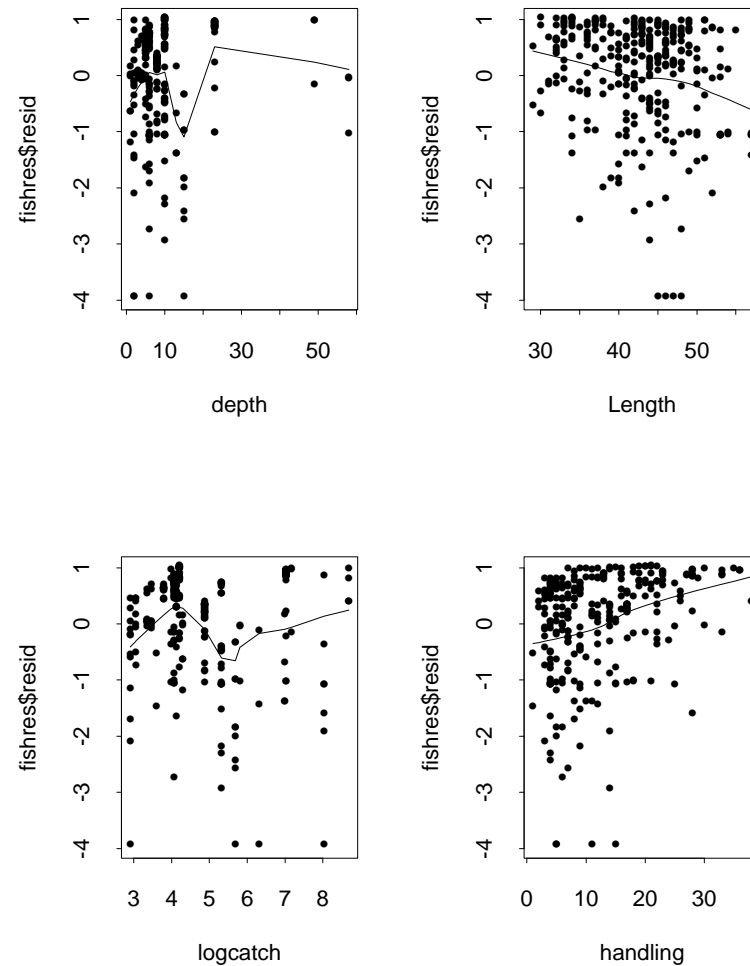 fishres$resid
1
0
-1
-2
-3
-4
0 10 30 50
depth
fishres$resid
1
0
-1
-2
-3
-4
30 40 50
Length
fishres$resid
1
0
-1
-2
-3
-4
3 4 5 6 7 8
logcatch
fishres$resid
1
0
-1
-2
-3
-4
0 10 20 30
handling